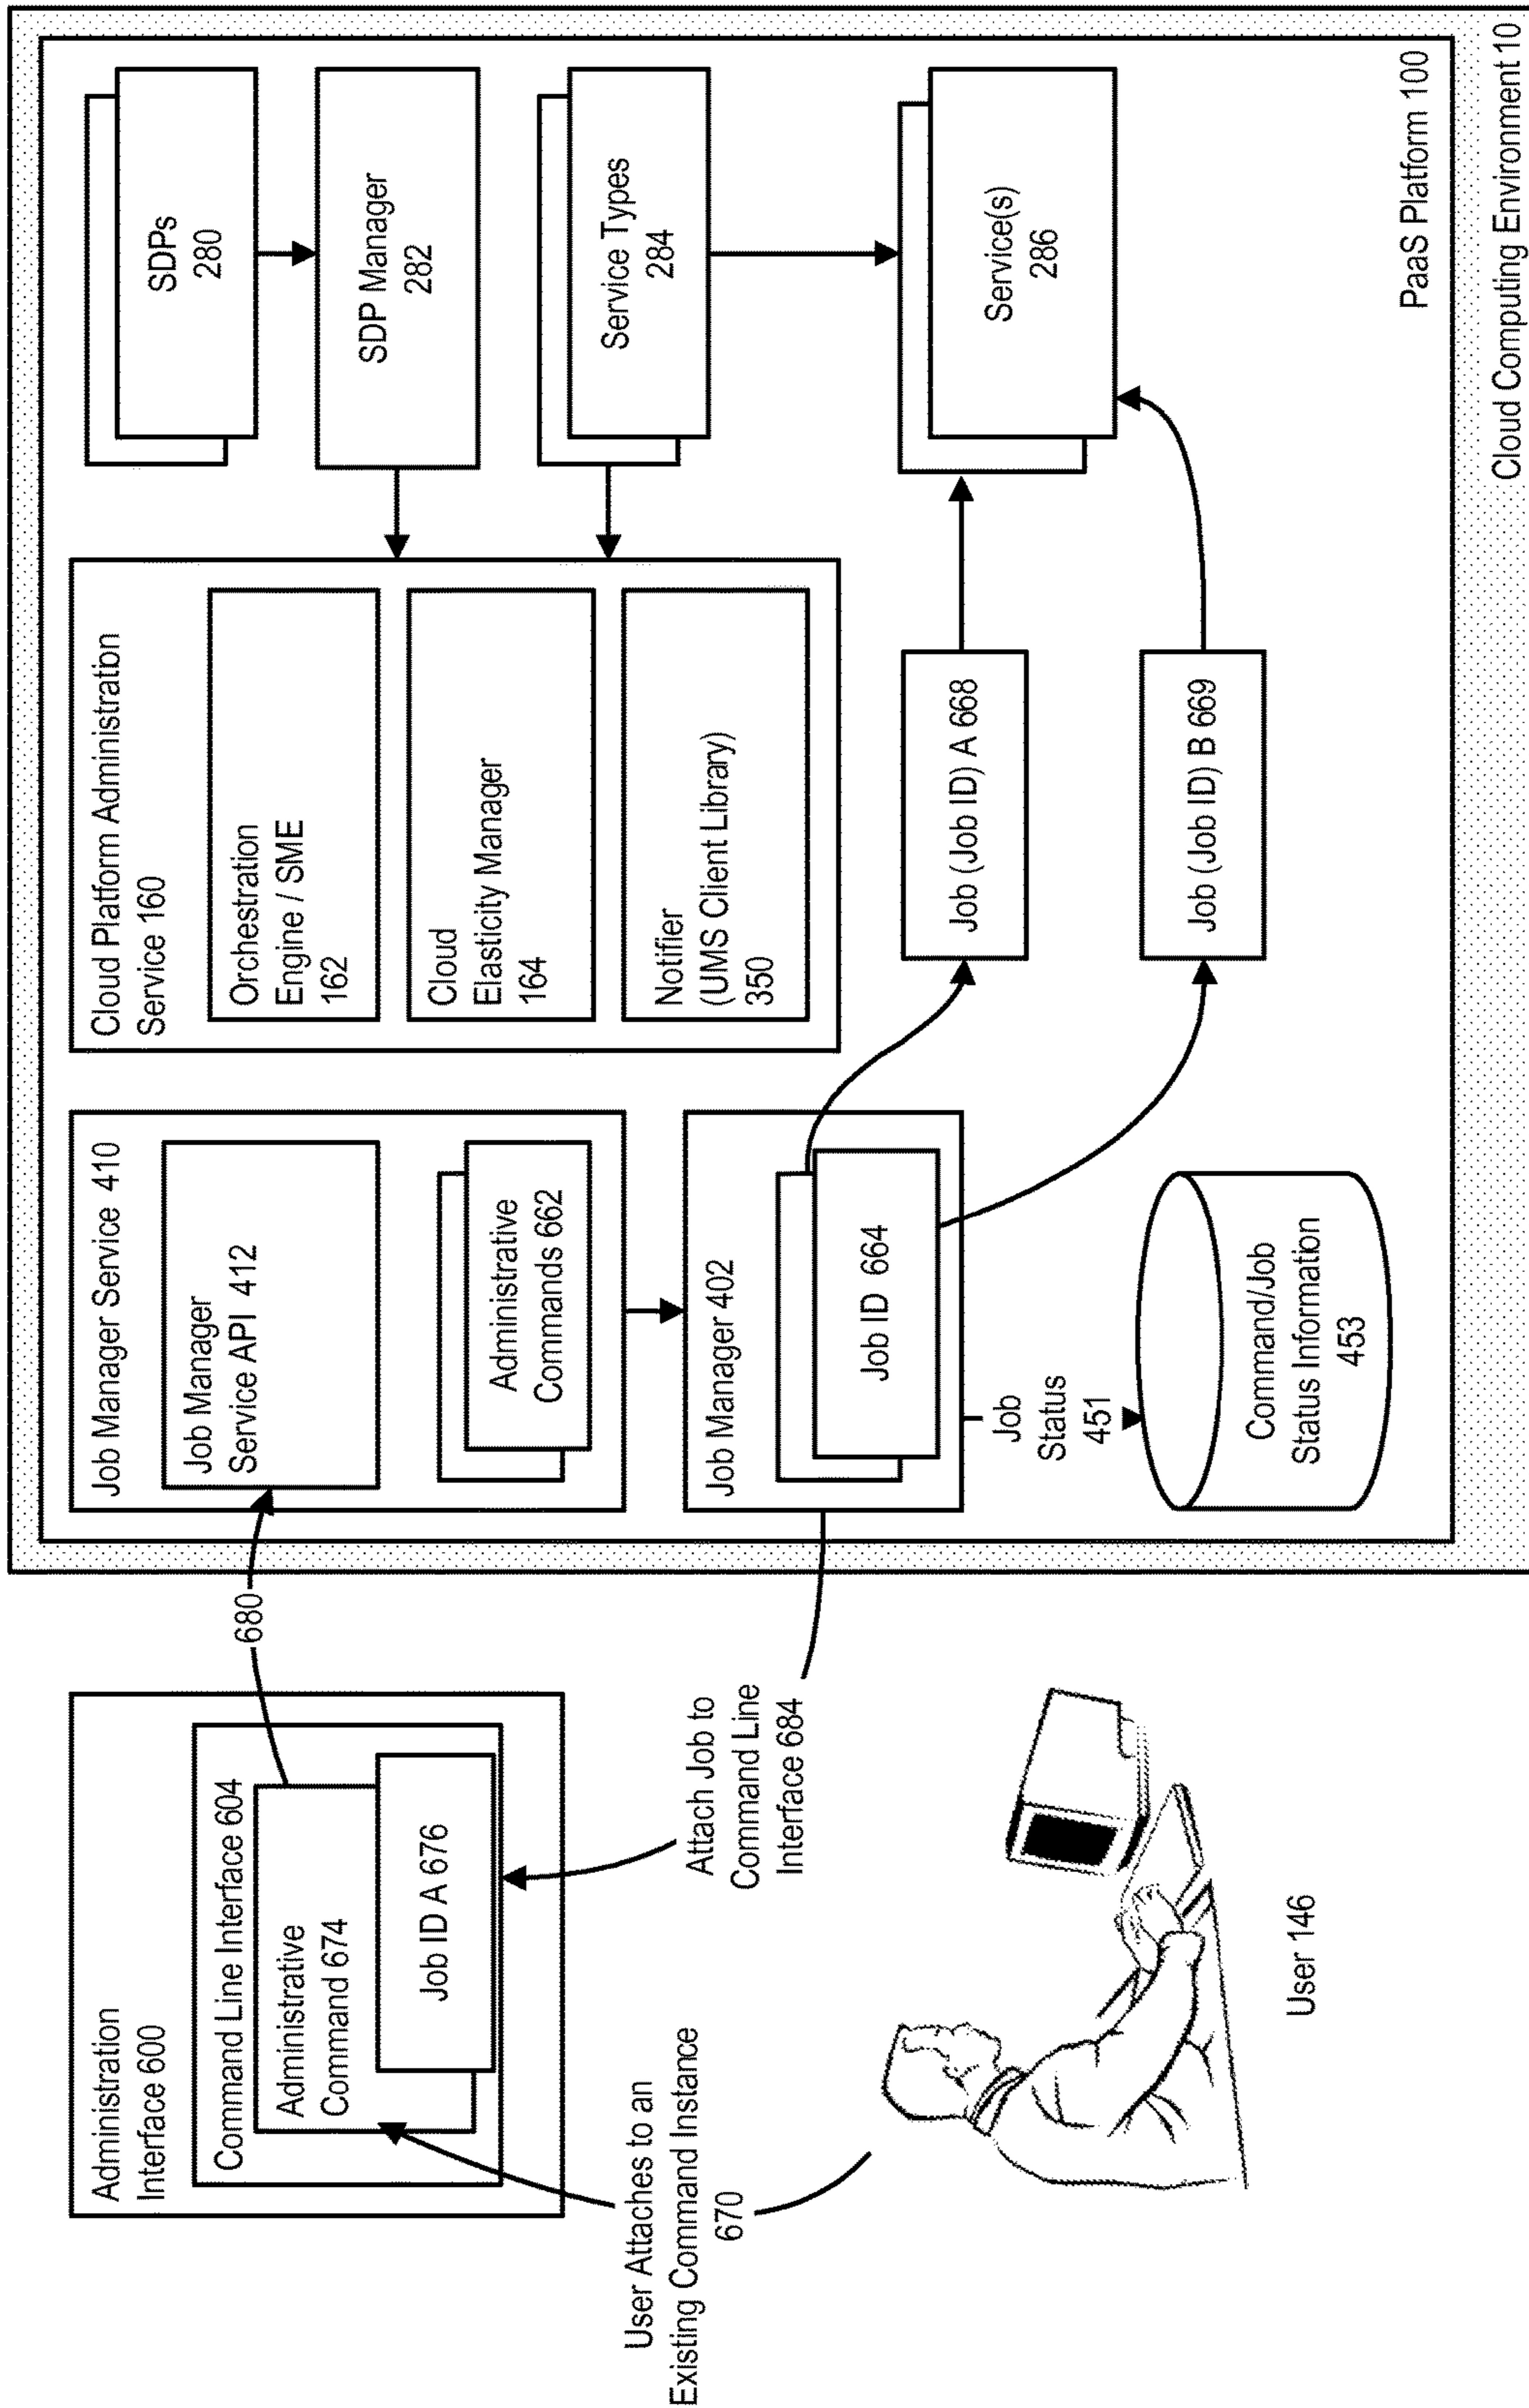 Administration
Interface 600
Command Line Interface 604
Administrative
Command 674
Job ID A 676
680
User Attaches to an
Existing Command Instance
670
Attach Job to
Command Line
Interface 684
User 146
Job Manager Service 410
Job Manager
Service API 412
Administrative
Commands 662
Job Manager 402
Job ID 664
Job
Status
451
Command/Job
Status Information
453
Cloud Platform Administration
Service 160
Orchestration
Engine / SME
162
Cloud
Elasticity Manager
164
Notifier
(UMS Client Library)
350
Job (Job ID) A 668
Job (Job ID) B 669
SDPs
280
SDP Manager
282
Service Types
284
Service(s)
286
PaaS Platform 100
Cloud Computing Environment 10